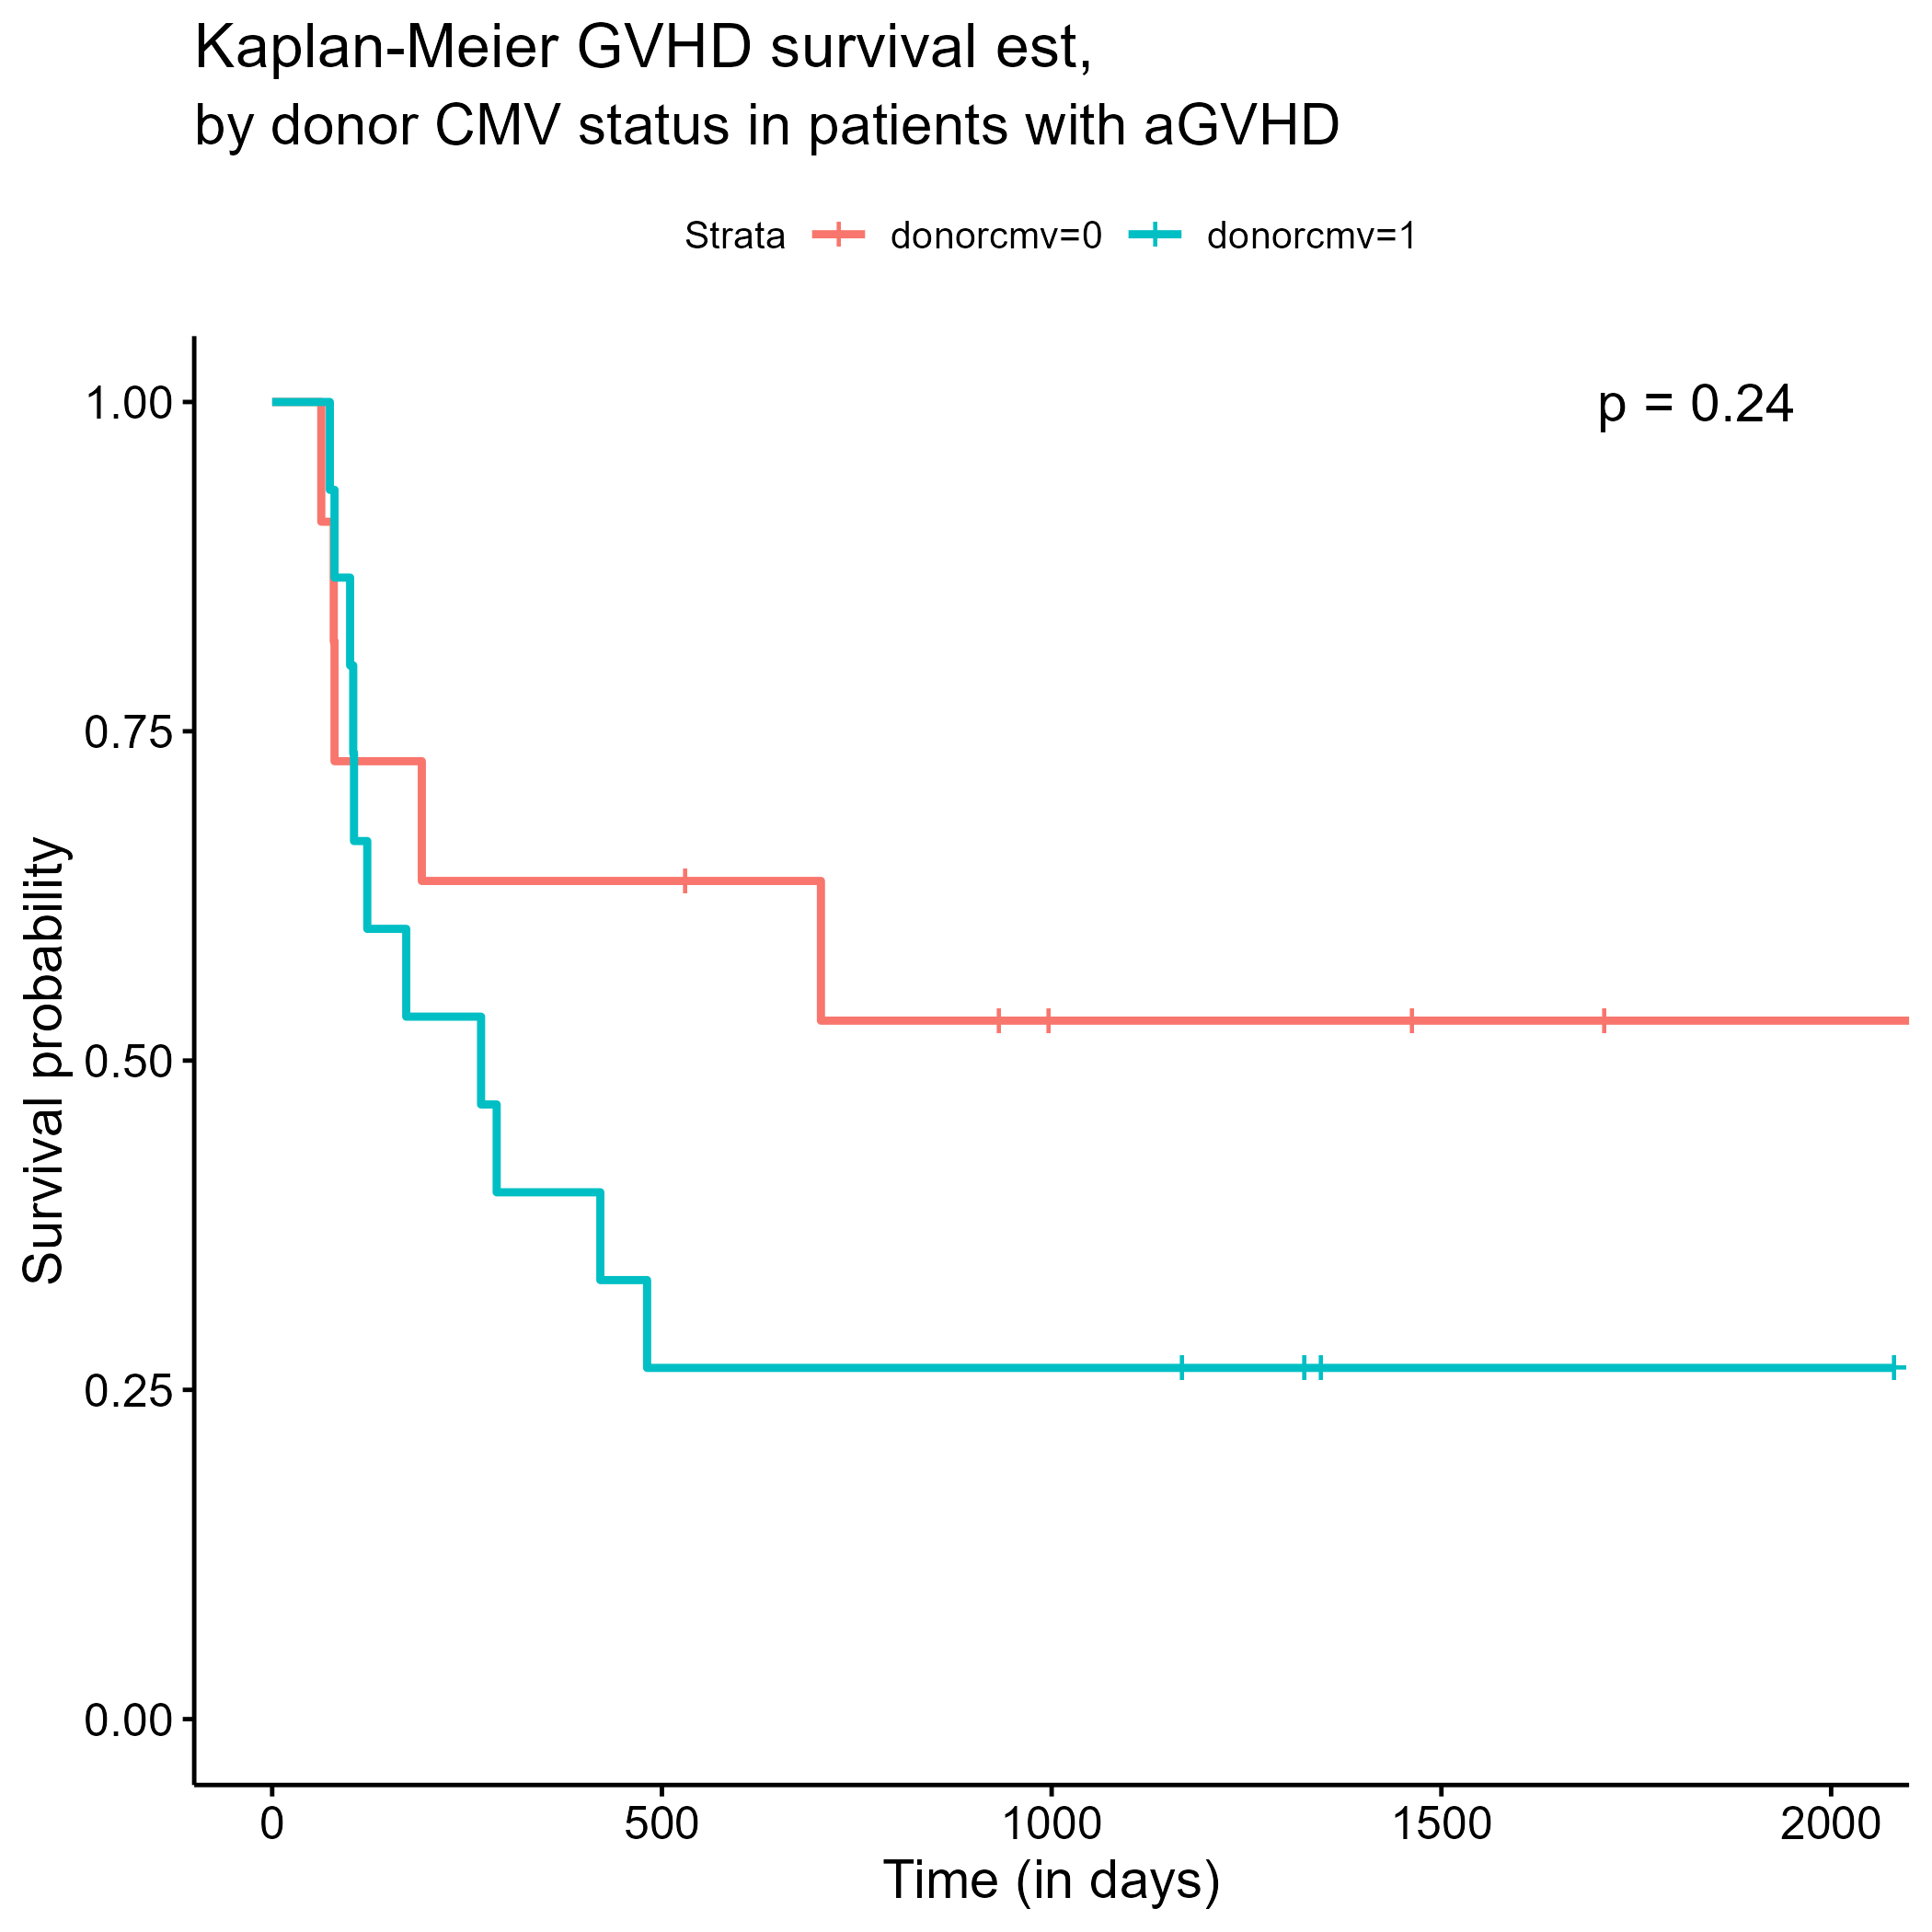 Kaplan-Meier GVHD survival est,
by donor CMV status in patients with aGVHD
Strata donorcmv=0 donorcmv=1
p = 0.24
1.00
0.75
0.50
0.25
0.00
Survival probability
0 500 1000 1500 2000
Time (in days)